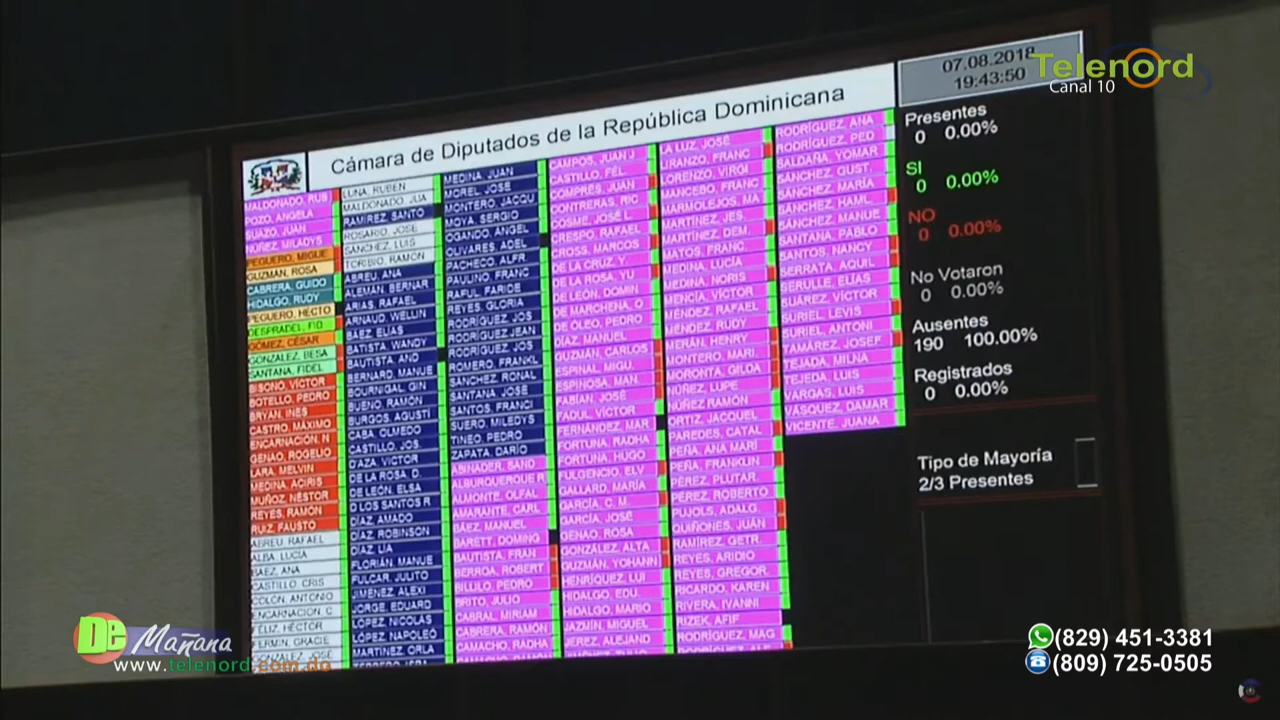 Telenord
Canal 10
07.08.2018
19:43:50
Cámara de Diputados de la República Dominicana
Presentes
0 0.00%
SI
0 0.00%
NO
0 0.00%
No Votaron
0 0.00%
Ausentes
190 100.00%
Registrados
0 0.00%
Tipo de Mayoría
2/3 Presentes
MALDONADO, RUB
POZO, ANGELA
SUAZO, JUAN
NÚÑEZ, MILADYS
PEGUERO, MIGUE
GUZMÁN, ROSA
CABRERA, GUIDO
HIDALGO, RUDY
PEGUERO, HÉCTO
DESPRADEL, FID
GÓMEZ, CÉSAR
GONZÁLEZ, BESA
SANTANA, FIDEL
BISONÓ, VÍCTOR
BOTELLO, PEDRO
BRYAN, INÉS
CASTRO, MÁXIMO
ENCARNACIÓN, N
GENAO, ROGELIO
LARA, MELVIN
MEDINA, ACIRIS
MUÑOZ, NÉSTOR
REYES, RAMÓN
RUIZ, FAUSTO
ABREU, RAFAEL
ALBA, LUCÍA
BÁEZ, ANA
CASTILLO, CRIS
COLÓN, ANTONIO
ENCARNACIÓN, C
FELIZ, HÉCTOR
FERMÍN, GRACIE
GONZÁLEZ, JOSÉ
LUNA, RUBÉN
MALDONADO, JUA
RAMÍREZ, SANTO
ROSARIO, JOSÉ
SÁNCHEZ, LUIS
TORIBIO, RAMÓN
ABREU, ANA
ALEMÁN, BERNAR
ARIAS, RAFAEL
ARNAUD, WELLIN
BÁEZ, ELÍAS
BATISTA, WANDY
BAUTISTA, AND
BERNARD, MANUE
BOURNIGAL, GIN
BUENO, RAMÓN
BURGOS, AGUSTÍ
CABA, OLMEDO
CASTILLO, JOS
D'AZA, VÍCTOR
DE LA ROSA, D
DE LEÓN, ELSA
D LOS SANTOS R
DÍAZ, AMADO
DÍAZ, ROBINSON
DÍAZ, LÍA
FLORIÁN, MANUE
FULCAR, JULITO
JIMÉNEZ, ALEXI
JORGE, EDUARD
LÓPEZ, NICOLÁS
LÓPEZ, NAPOLEÓ
MARTÍNEZ, ORLA
MEDINA, JUAN
MOREL, JOSÉ
MONTERO, JACQU
MOYA, SERGIO
OGANDO, ÁNGEL
OLIVARES, ADEL
PACHECO, ALFR
PAULINO, FRANC
RAFUL, FARIDE
REYES, GLORIA
RODRÍGUEZ, JOS
RODRÍGUEZ, JEAN
RODRÍGUEZ, JOS
ROMERO, FRANKL
SÁNCHEZ, RONAL
SANTANA, JOSÉ
SANTOS, FRANCI
SUERO, MILEDYS
TINEO, PEDRO
ZAPATA, DARÍO
ABINADER, SAND
ALBURQUERQUE R
ALMONTE, OLFAL
AMARANTE, CARL
BÁEZ, MANUEL
BARETT, DOMING
BAUTISTA, FRAN
BERROA, ROBERT
BILLILO, PEDRO
BRITO, JULIO
CABRAL, MIRIAM
CABRERA, RAMÓN
CAMACHO, RADHA
CAMPOS, JUAN J
CASTILLO, FÉL
COMPRÉS, JUAN
CONTRERAS, RIC
COSME, JOSÉ L
CRESPO, RAFAEL
CROSS, MARCOS
DE LA CRUZ, Y
DE LA ROSA, YU
DE LEÓN, DOMIN
DE MARCHENA, O
DE ÓLEO, PEDRO
DÍAZ, MANUEL
GUZMÁN, CARLOS
ESPINAL, MIGU
ESPINOSA, MAN
FABIÁN, JOSÉ
FADUL, VÍCTOR
FERNÁNDEZ, MAR
FORTUNA, RADHA
FORTUNA, HUGO
FULGENCIO, ELV
GALLARD, MARÍA
GARCÍA, C. M.
GARCÍA, JOSÉ
GENAO, ROSA
GONZÁLEZ, ALTA
GUZMÁN, YOHANN
HENRÍQUEZ, LUI
HIDALGO, EDU.
HIDALGO, MARIO
JAZMÍN, MIGUEL
JEREZ, ALEJAND
LA LUZ, JOSÉ
LIRANZO, FRANC
LORENZO, VIRGI
MANCEBO, FRANC
MARMOLEJOS, MA
MARTÍNEZ, JES.
MARTÍNEZ, DEM.
MATOS, FRANC.
MEDINA, LUCÍA
MEDINA, NORIS
MENCÍA, VÍCTOR
MÉNDEZ, RAFAEL
MÉNDEZ, RUDY
MERÁN, HENRY
MONTERO, MARI.
MORONTA, GILDA
NÚÑEZ, LUPE
NÚÑEZ RAMÓN
ORTIZ, JACQUEL
PAREDES, CATAL
PEÑA, ANA MARÍ
PEÑA, FRANKLIN
PÉREZ, PLUTAR.
PÉREZ, ROBERTO
PUJOLS, ADALG.
QUIÑONES, JUAN
RAMÍREZ, GETR.
REYES, ARIDIO
REYES, GREGOR.
RICARDO, KAREN
RIVERA, IVANNI
RIZEK, AFIF
RODRÍGUEZ, MAG
RODRÍGUEZ, ANA
RODRÍGUEZ, PED
SALDAÑA, YOMAR
SÁNCHEZ, GUST.
SÁNCHEZ, MARÍA
SÁNCHEZ, HAML.
SÁNCHEZ, MANUE
SANTANA, PABLO
SANTOS, NANCY
SERRATA, AQUIL
SERULLE, ELÍAS
SUÁREZ, VÍCTOR
SURIEL, LEVIS
SURIEL, ANTONI
TAMÁREZ, JOSEF
TEJADA, MILNA
TEJEDA, LUIS
VARGAS, LUIS
VÁSQUEZ, DAMAR
VICENTE, JUANA
De Mañana
www.telenord.com.do
(829) 451-3381
(809) 725-0505